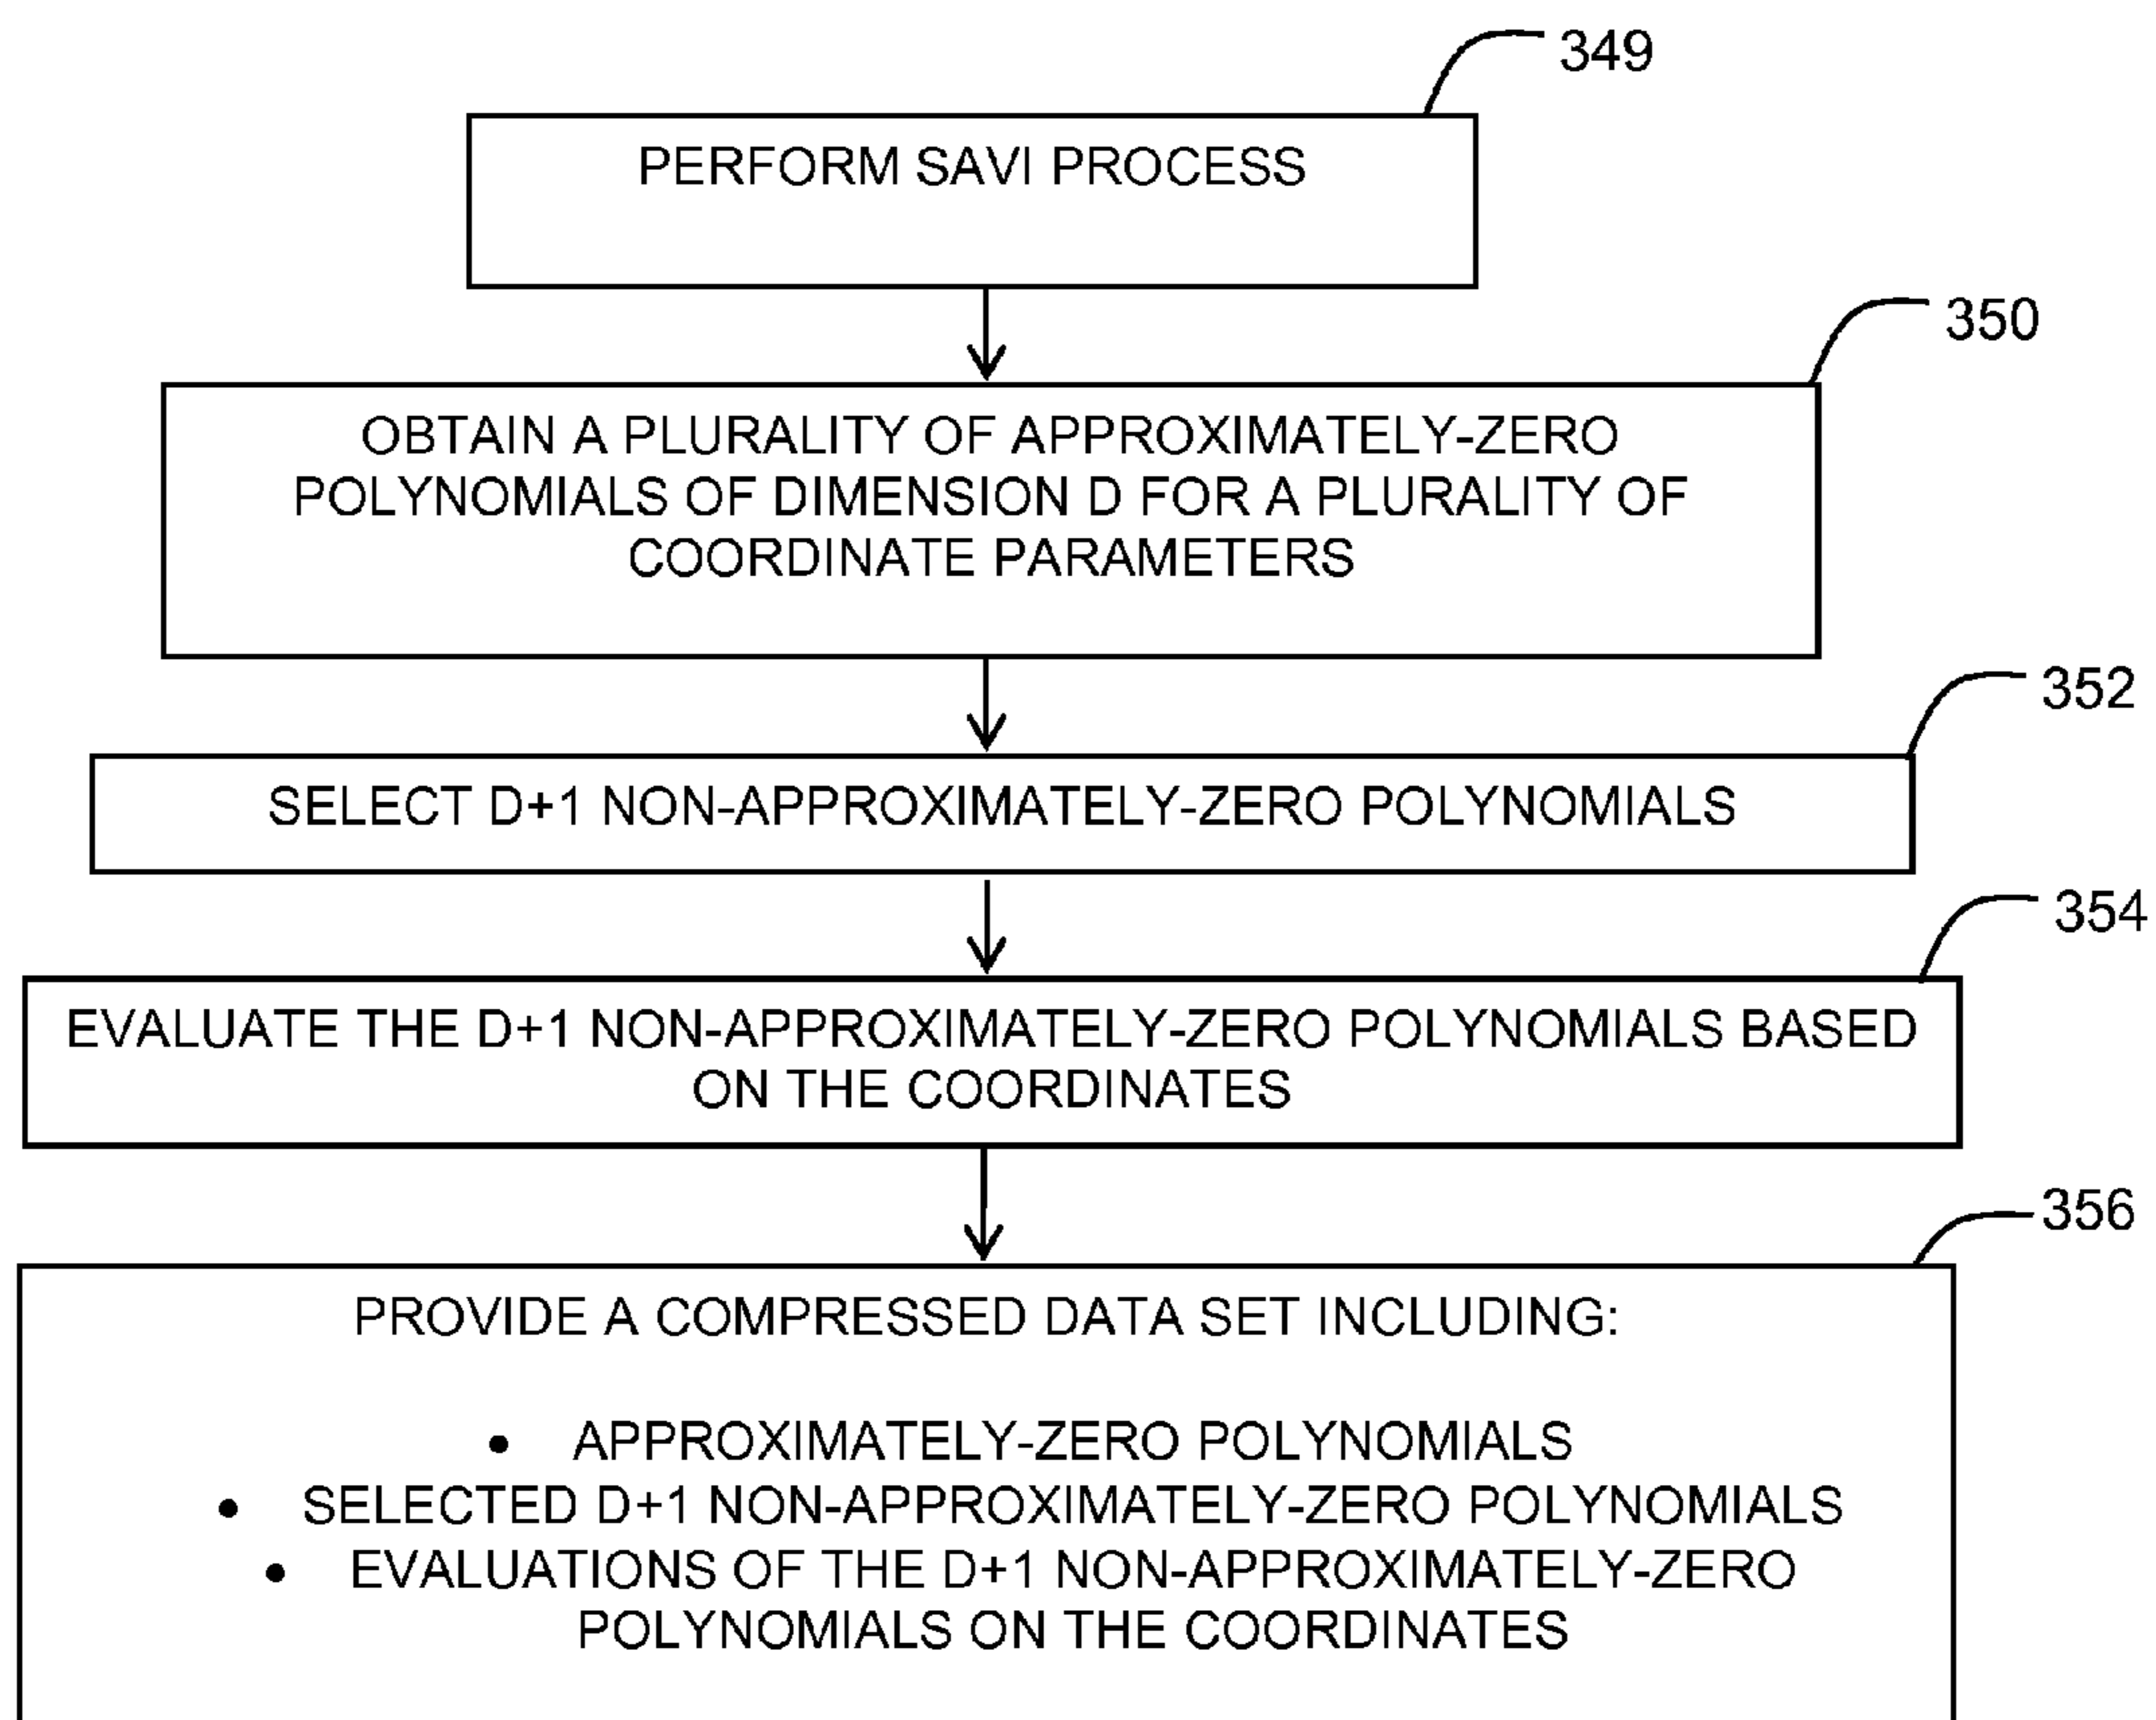 349
PERFORM SAVI PROCESS
350
OBTAIN A PLURALITY OF APPROXIMATELY-ZERO
POLYNOMIALS OF DIMENSION D FOR A PLURALITY OF
COORDINATE PARAMETERS
352
SELECT D+1 NON-APPROXIMATELY-ZERO POLYNOMIALS
354
EVALUATE THE D+1 NON-APPROXIMATELY-ZERO POLYNOMIALS BASED
ON THE COORDINATES
356
PROVIDE A COMPRESSED DATA SET INCLUDING:
• APPROXIMATELY-ZERO POLYNOMIALS
• SELECTED D+1 NON-APPROXIMATELY-ZERO POLYNOMIALS
• EVALUATIONS OF THE D+1 NON-APPROXIMATELY-ZERO
POLYNOMIALS ON THE COORDINATES